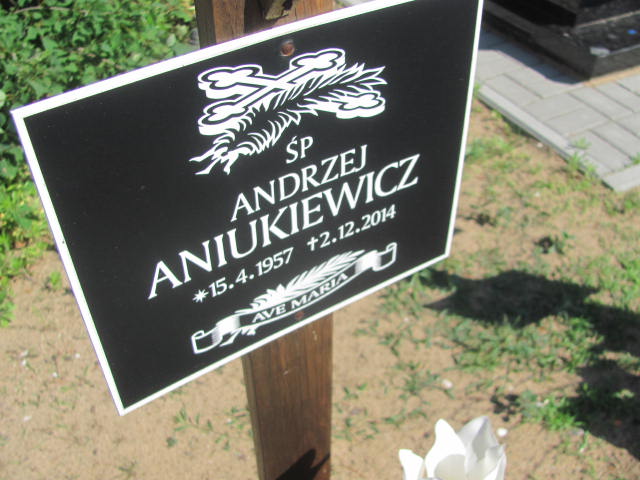 ŚP
ANDRZEJ
ANIUKIEWICZ
*15.4.1957 †2.12.2014
AVE MARIA